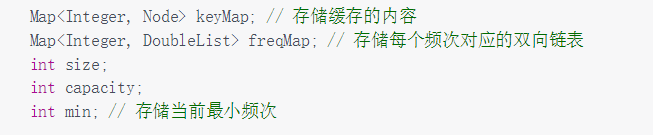 Map<Integer, Node> keyMap; // 存储缓存的内容
Map<Integer, DoubleList> freqMap; // 存储每个频次对应的双向链表
int size;
int capacity;
int min; // 存储当前最小频次